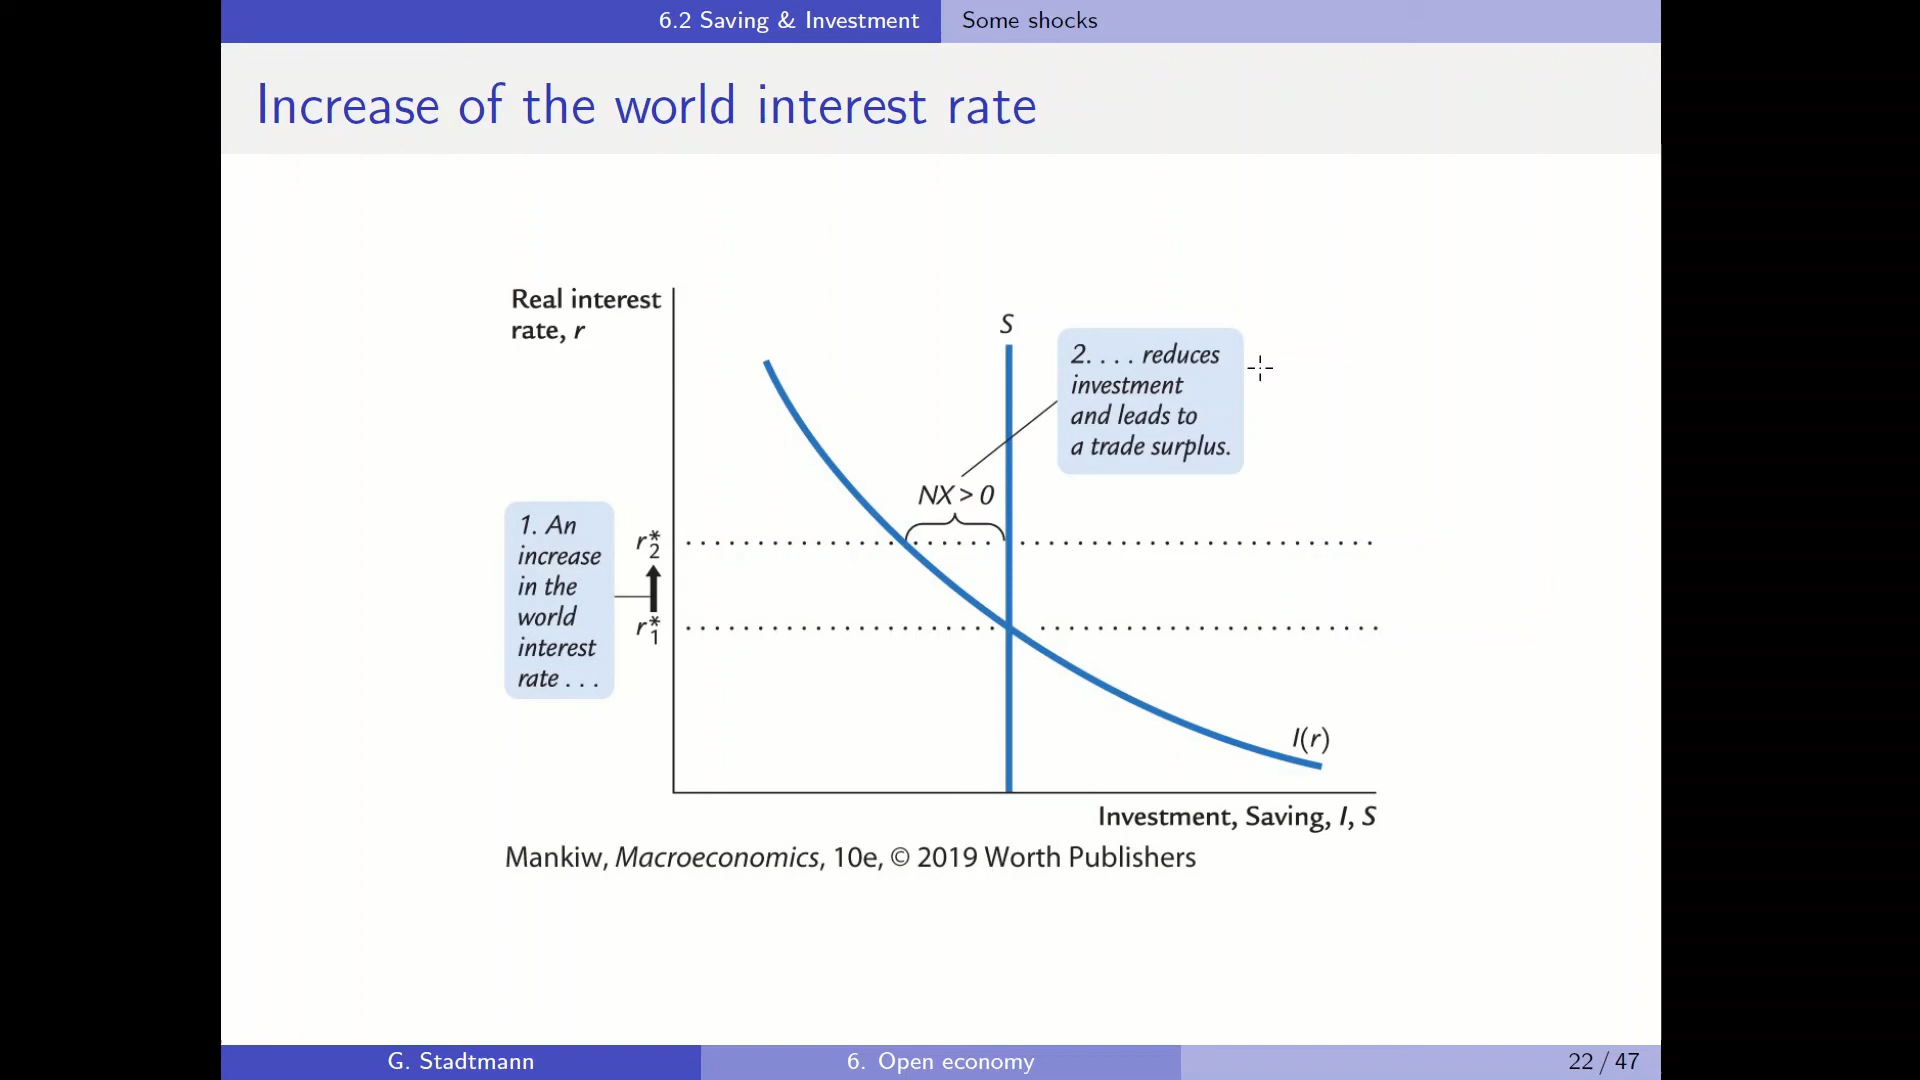 6.2 Saving & Investment
Some shocks
Increase of the world interest rate
Real interest
rate, r
S
2. . . . reduces
investment
and leads to
a trade surplus.
NX > 0
1. An
increase
in the
world
interest
rate . . .
r*2
r*1
I(r)
Investment, Saving, I, S
Mankiw, Macroeconomics, 10e, © 2019 Worth Publishers
G. Stadtmann
6. Open economy
22 / 47